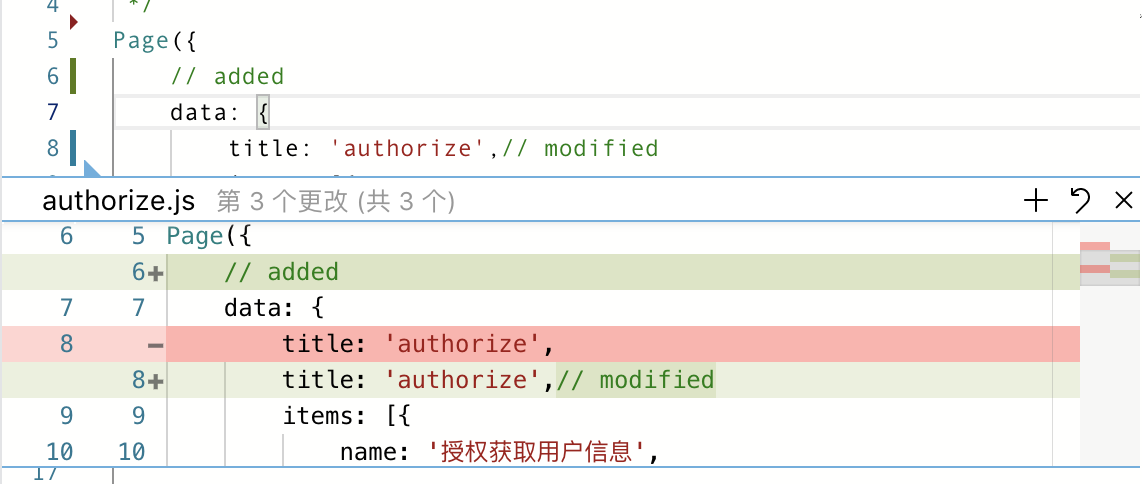 4 */
5 Page({
6 // added
7 data: {
8 title: 'authorize',// modified
authorize.js 第 3 个更改 (共 3 个)
6 5 Page({
6+ // added
7 7 data: {
8 − title: 'authorize',
8+ title: 'authorize',// modified
9 9 items: [{
10 10 name: '授权获取用户信息',
17